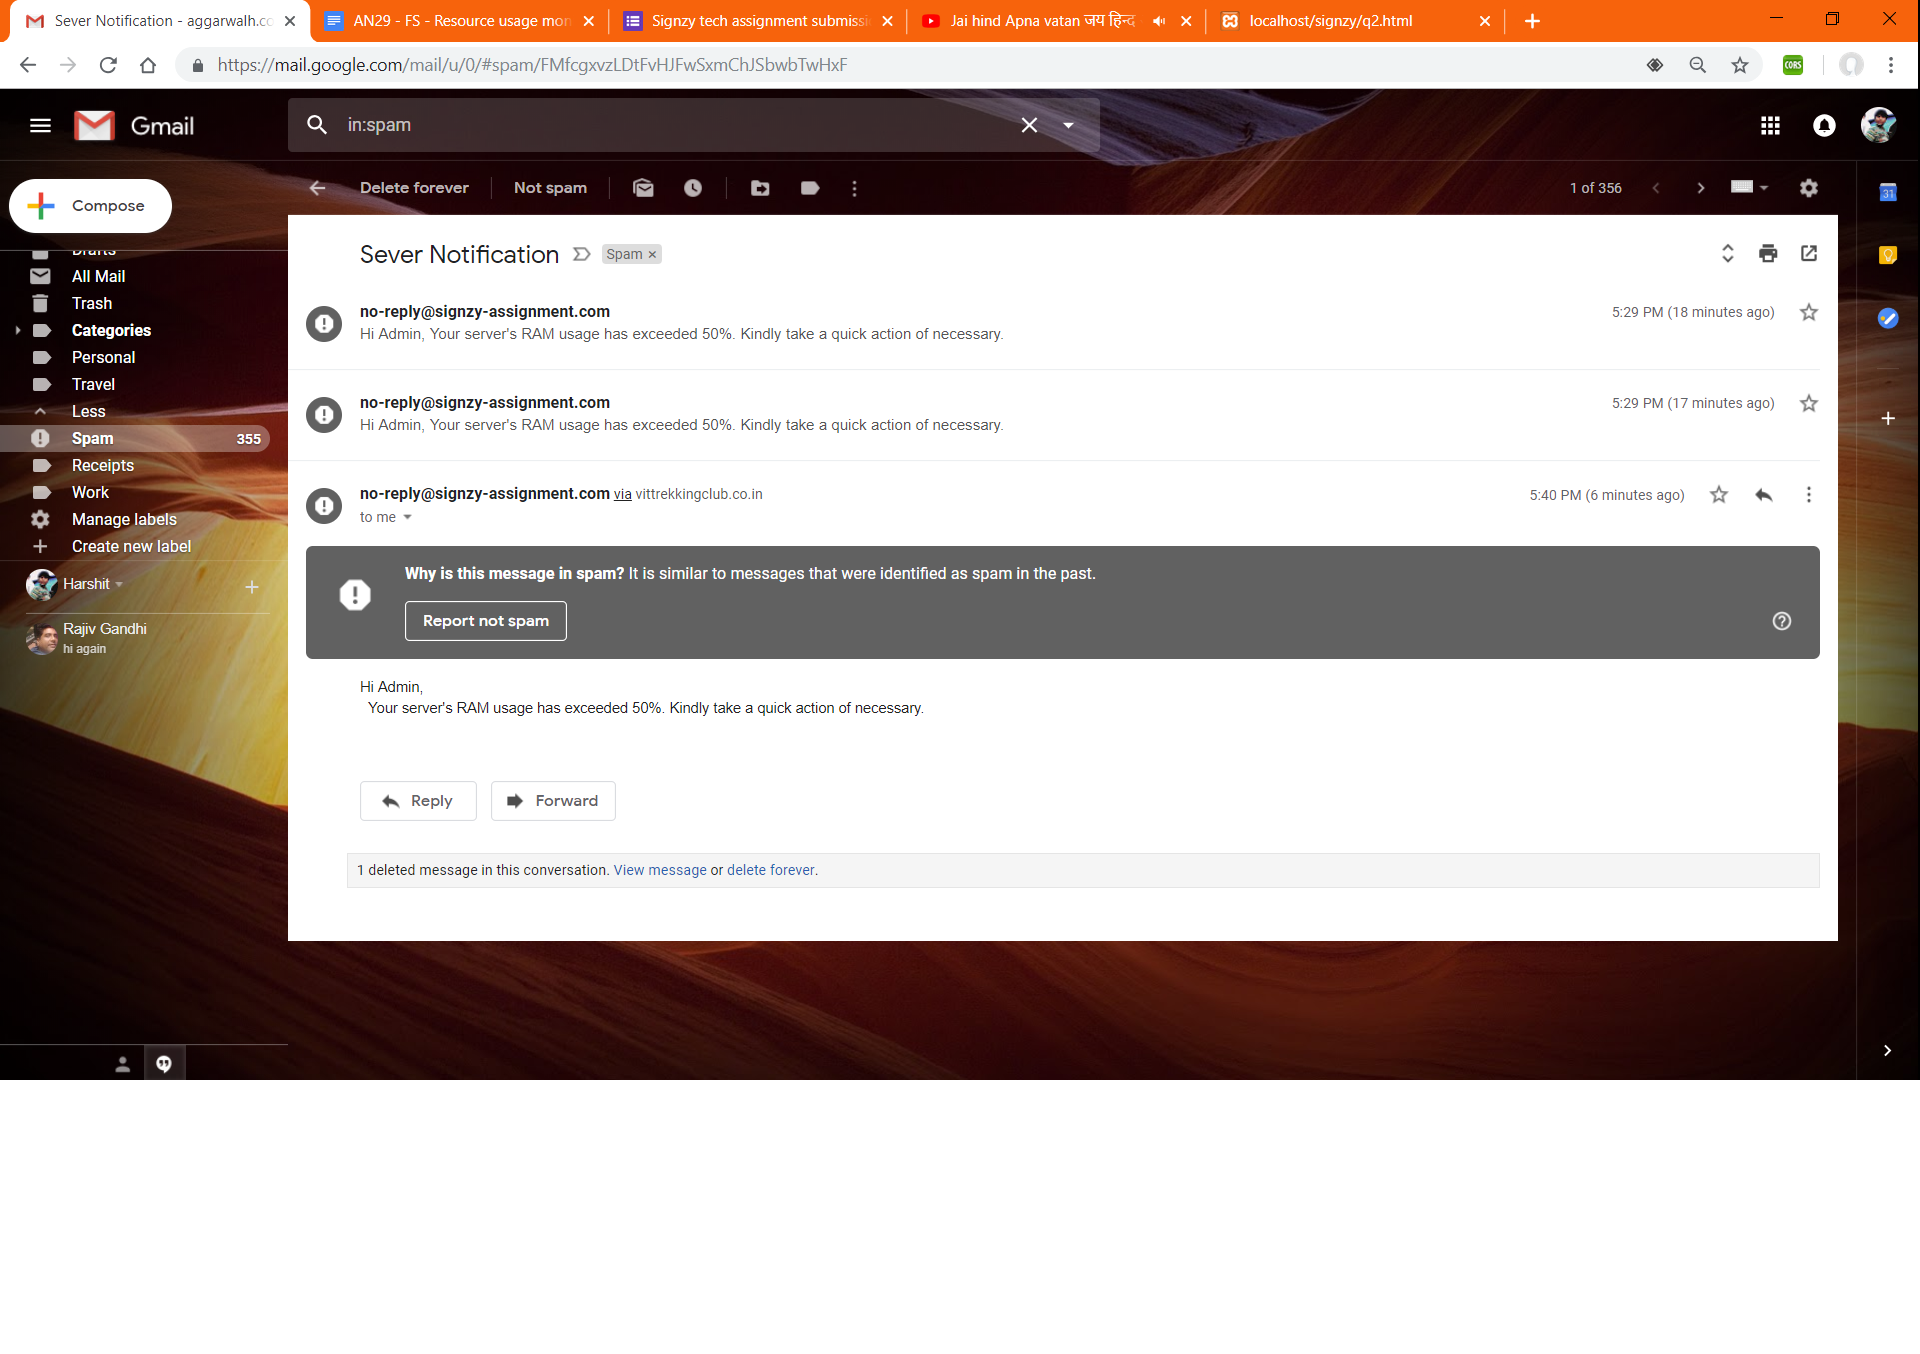 Sever Notification - aggarwalh.co
AN29 - FS - Resource usage mon
Signzy tech assignment submissi
Jai hind Apna vatan जय हिन्द
localhost/signzy/q2.html
https://mail.google.com/mail/u/0/#spam/FMfcgxvzLDtFvHJFwSxmChJSbwbTwHxF
CORS
Gmail
in:spam
Compose
Delete forever
Not spam
1 of 356
31
Drafts
All Mail
Trash
Categories
Personal
Travel
Less
Spam 355
Receipts
Work
Manage labels
Create new label
Harshit
Rajiv Gandhi
hi again
Sever Notification Spam ×
no-reply@signzy-assignment.com 5:29 PM (18 minutes ago)
Hi Admin, Your server's RAM usage has exceeded 50%. Kindly take a quick action of necessary.
no-reply@signzy-assignment.com 5:29 PM (17 minutes ago)
Hi Admin, Your server's RAM usage has exceeded 50%. Kindly take a quick action of necessary.
no-reply@signzy-assignment.com via vittrekkingclub.co.in 5:40 PM (6 minutes ago)
to me
Why is this message in spam? It is similar to messages that were identified as spam in the past.
Report not spam
Hi Admin,
Your server's RAM usage has exceeded 50%. Kindly take a quick action of necessary.
Reply
Forward
1 deleted message in this conversation. View message or delete forever.